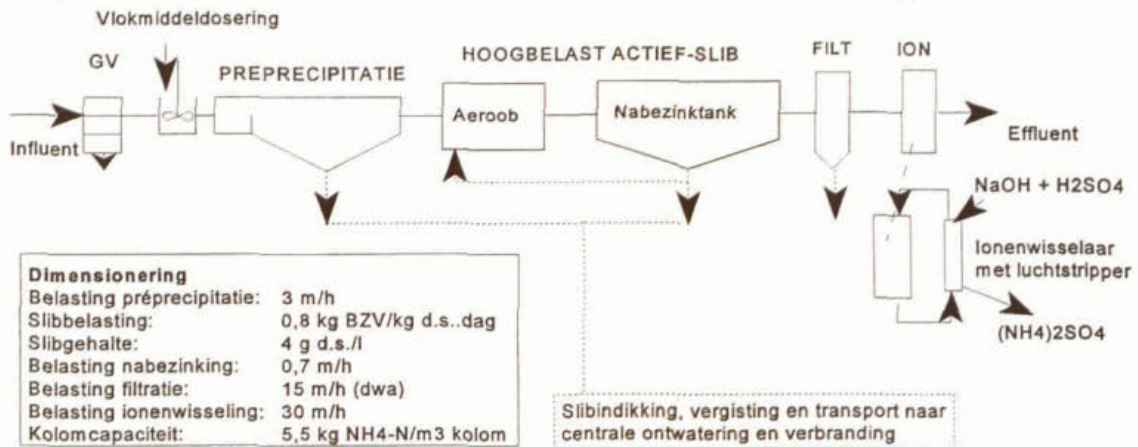 Vlokmiddeldosering
GV
PREPRECIPITATIE
HOOGBELAST ACTIEF-SLIB
FILT
ION
Influent
Aeroob
Nabezinktank
Effluent
NaOH + H2SO4
Ionenwisselaar
met luchtstripper
(NH4)2SO4
Dimensionering
Belasting préprecipitatie: 3 m/h
Slibbelasting: 0,8 kg BZV/kg d.s..dag
Slibgehalte: 4 g d.s./l
Belasting nabezinking: 0,7 m/h
Belasting filtratie: 15 m/h (dwa)
Belasting ionenwisseling: 30 m/h
Kolomcapaciteit: 5,5 kg NH4-N/m3 kolom
Slibindikking, vergisting en transport naar
centrale ontwatering en verbranding